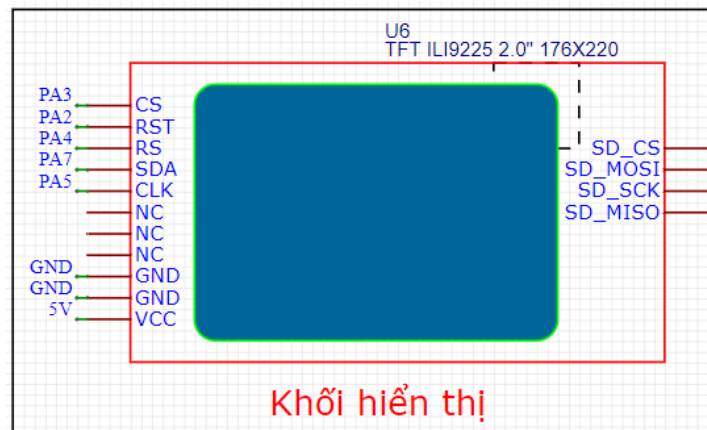 U6
TFT ILI9225 2.0" 176X220
PA3 CS
PA2 RST
PA4 RS
PA7 SDA
PA5 CLK
NC
NC
NC
GND GND
GND GND
5V VCC
SD_CS
SD_MOSI
SD_SCK
SD_MISO
Khối hiển thị